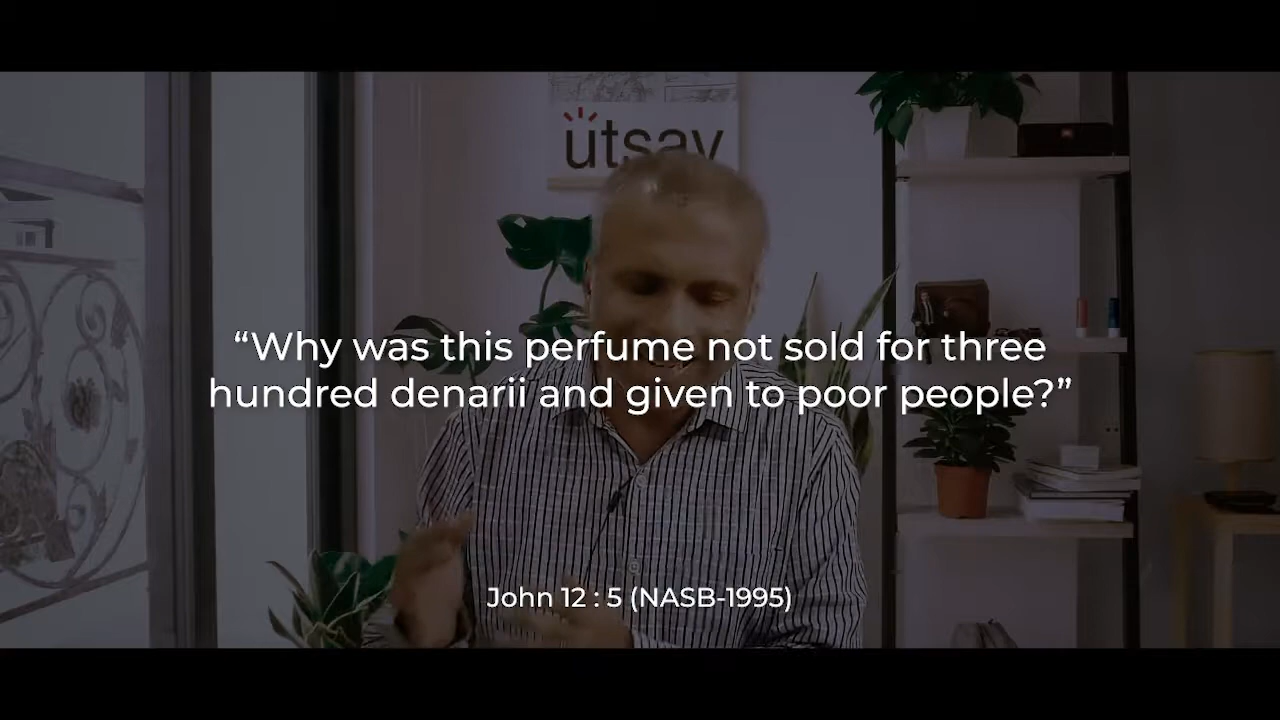 utsav
“Why was this perfume not sold for three
hundred denarii and given to poor people?”
John 12 : 5 (NASB-1995)